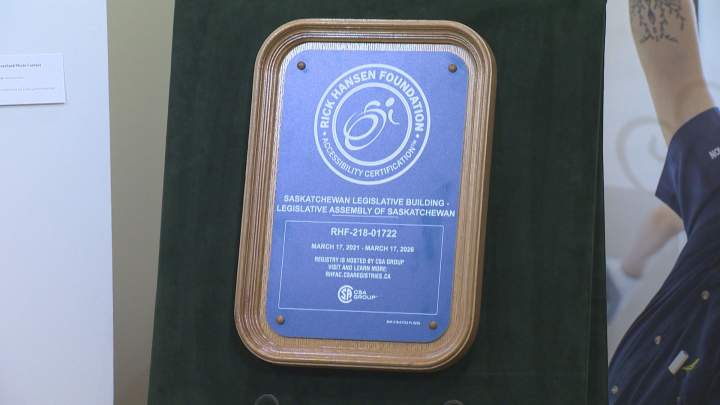 RICK HANSEN FOUNDATION
ACCESSIBILITY CERTIFICATION™
SASKATCHEWAN LEGISLATIVE BUILDING -
LEGISLATIVE ASSEMBLY OF SASKATCHEWAN
RHF-218-01722
MARCH 17, 2021 - MARCH 17, 2026
REGISTRY IS HOSTED BY CSA GROUP
VISIT AND LEARN MORE:
RHFAC.CSAREGISTRIES.CA
CSA
GROUP™